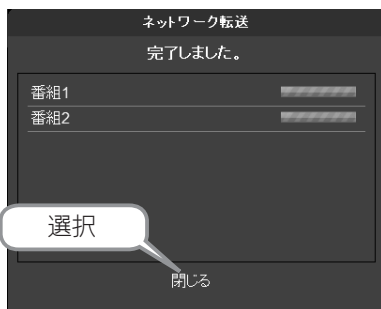 ネットワーク転送
完了しました。
番組1
番組2
選択
閉じる